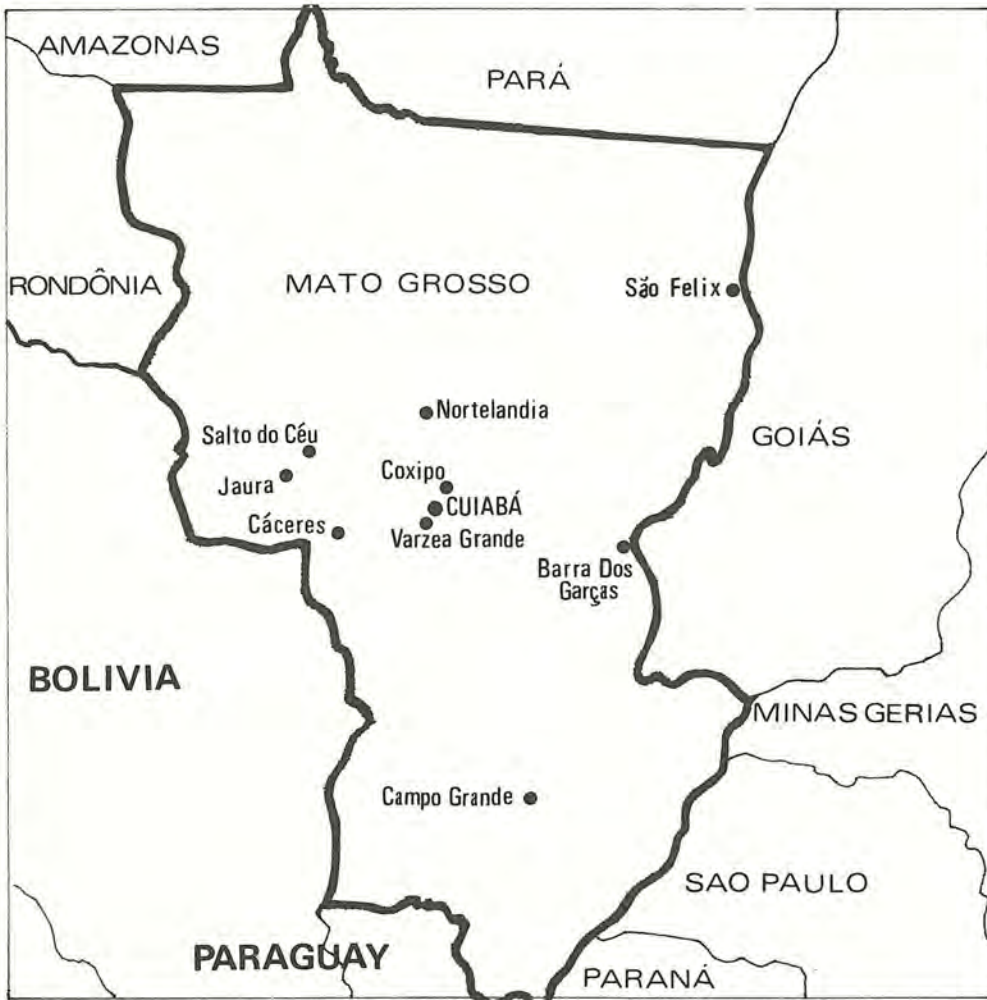 AMAZONAS
PARÁ
RONDÔNIA
MATO GROSSO
São Felix
Nortelandia
GOIÁS
Salto do Céu
Coxipo
Jaura
CUIABÁ
Cáceres
Varzea Grande
Barra Dos
Garças
BOLIVIA
MINAS GERIAS
Campo Grande
SAO PAULO
PARAGUAY
PARANÁ